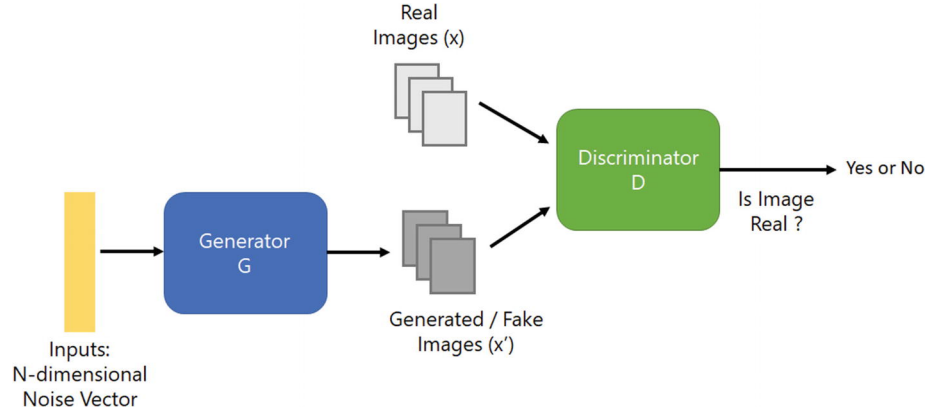 Real
Images (x)
Discriminator
D
Yes or No
Is Image
Real ?
Generator
G
Generated / Fake
Images (x’)
Inputs:
N-dimensional
Noise Vector